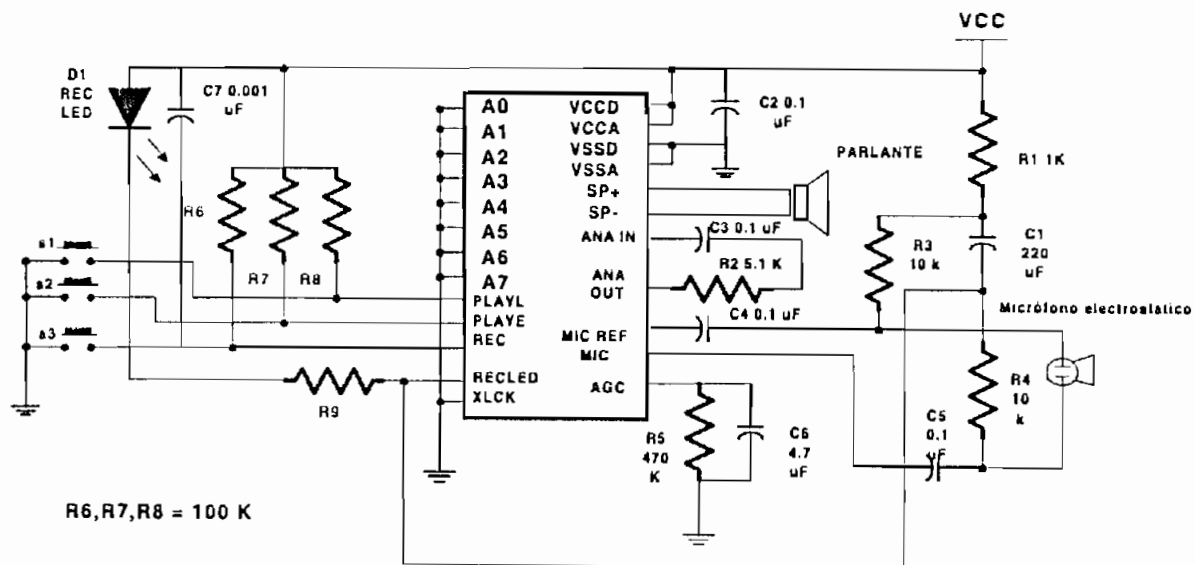 VCC
D1
REC
LED
C7 0.001
uF
A0
A1
A2
A3
A4
A5
A6
A7
PLAYL
PLAYE
REC
RECLED
XLCK
VCCD
VCCA
VSSD
VSSA
SP+
SP-
ANA IN
ANA
OUT
MIC REF
MIC
AGC
C2 0.1
uF
PARLANTE
R1 1K
C3 0.1 uF
R2 5.1 K
C4 0.1 uF
R3
10 k
C1
220
uF
Micrófono electrostático
R4
10
k
C5
0.1
uF
R5
470
K
C6
4.7
uF
R6
R7
R8
s1
s2
s3
R9
R6,R7,R8 = 100 K